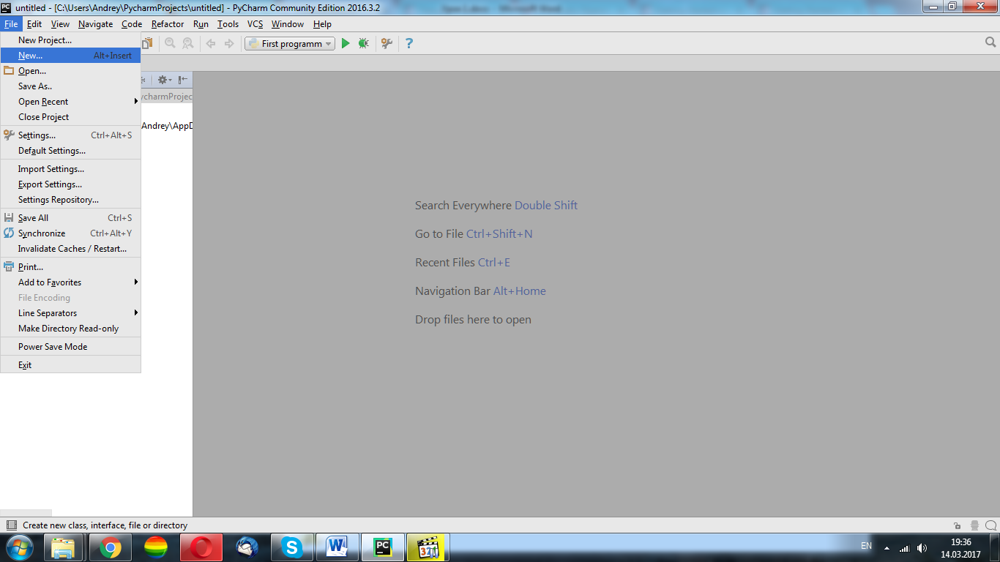 untitled - [C:\Users\Andrey\PycharmProjects\untitled] - PyCharm Community Edition 2016.3.2
File Edit View Navigate Code Refactor Run Tools VCS Window Help
First programm
New Project...
New... Alt+Insert
Open...
Save As..
Open Recent
Close Project
Settings... Ctrl+Alt+S
Default Settings...
Import Settings...
Export Settings...
Settings Repository...
Save All Ctrl+S
Synchronize Ctrl+Alt+Y
Invalidate Caches / Restart...
Print...
Add to Favorites
File Encoding
Line Separators
Make Directory Read-only
Power Save Mode
Exit
ycharmProjec
Andrey\AppD
Search Everywhere Double Shift
Go to File Ctrl+Shift+N
Recent Files Ctrl+E
Navigation Bar Alt+Home
Drop files here to open
Create new class, interface, file or directory
EN
19:36
14.03.2017